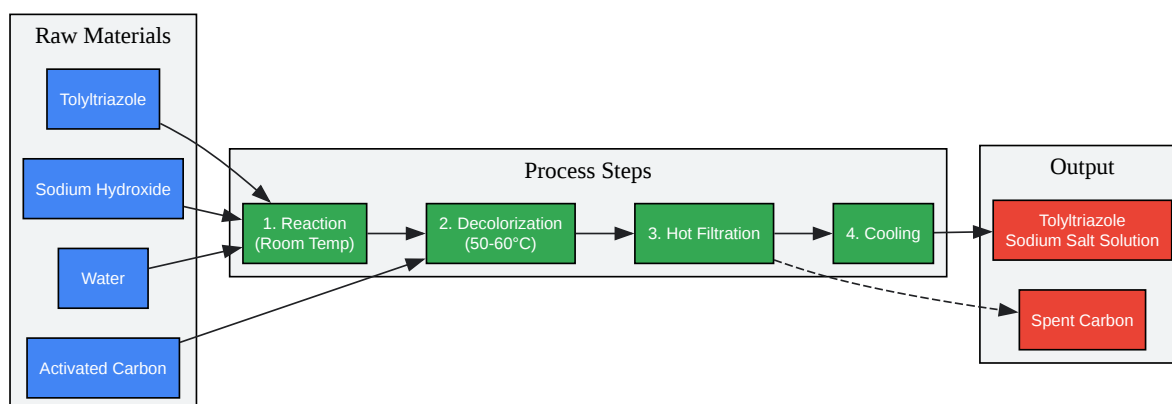 Raw Materials
Tolyltriazole
Sodium Hydroxide
Water
Activated Carbon
Process Steps
1. Reaction
(Room Temp)
2. Decolorization
(50-60°C)
3. Hot Filtration
4. Cooling
Output
Tolyltriazole
Sodium Salt Solution
Spent Carbon